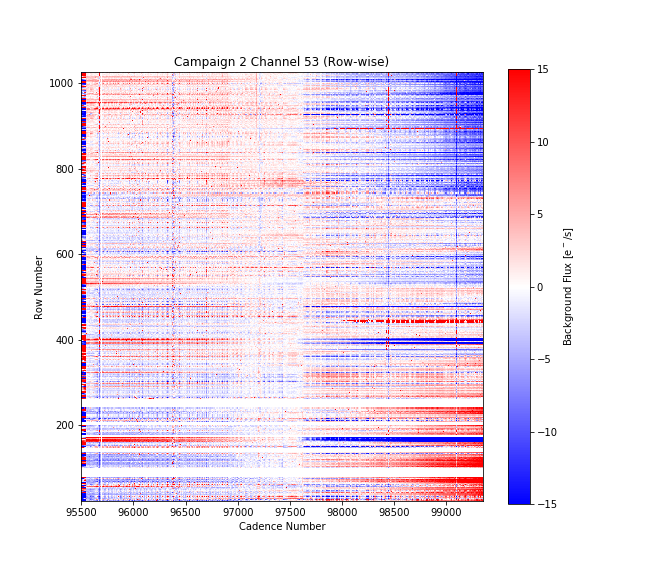 Campaign 2 Channel 53 (Row-wise)
1000
800
600
400
200
Row Number
95500 96000 96500 97000 97500 98000 98500 99000
Cadence Number
15
10
5
0
−5
−10
−15
Background Flux [e⁻/s]